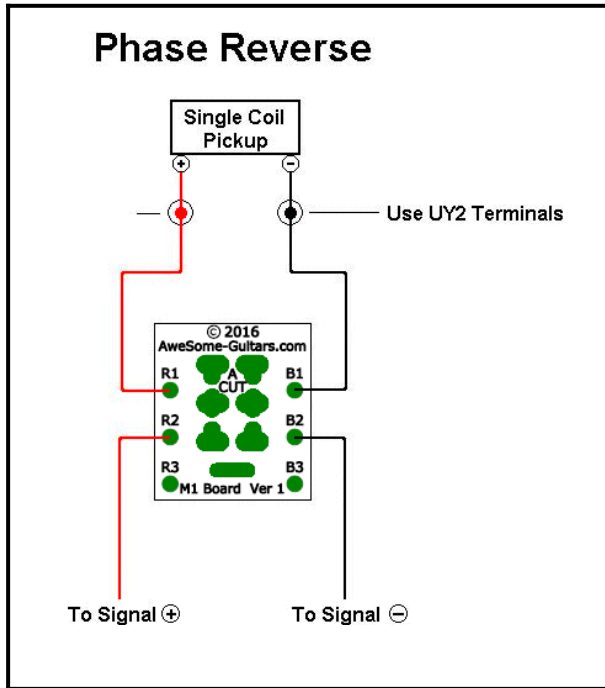 Phase Reverse
Single Coil
Pickup
+ −
Use UY2 Terminals
© 2016
AweSome-Guitars.com
R1 A B1
CUT
R2 B2
R3 B3
M1 Board Ver 1
To Signal ⊕ To Signal ⊖